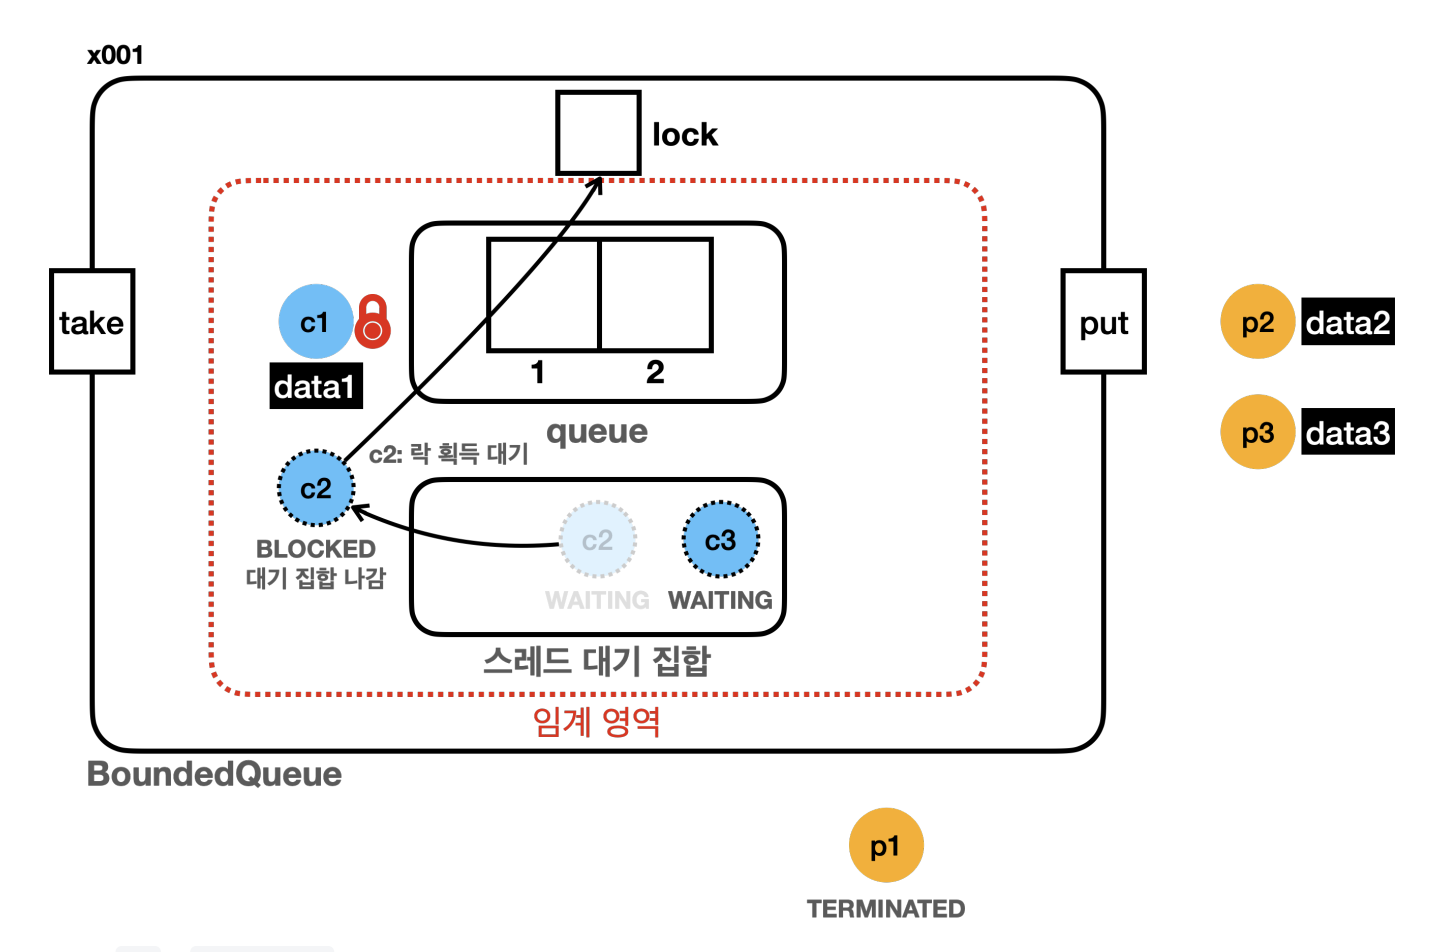 x001
lock
take
c1
data1
1
2
queue
put
p2
data2
p3
data3
c2: 락 획득 대기
c2
BLOCKED
대기 집합 나감
c2
WAITING
c3
WAITING
스레드 대기 집합
임계 영역
BoundedQueue
p1
TERMINATED